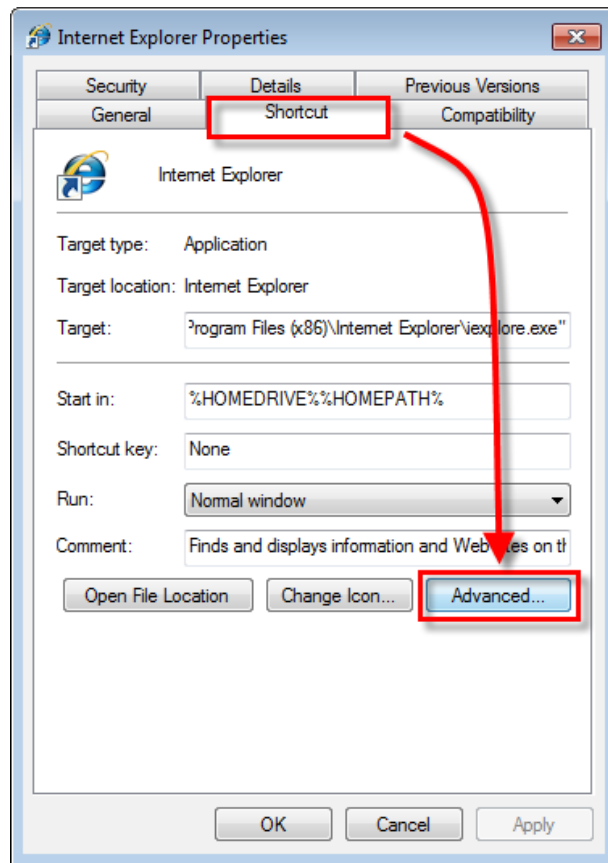 Internet Explorer Properties
Security Details Previous Versions
General Shortcut Compatibility
Internet Explorer
Target type: Application
Target location: Internet Explorer
Target: Program Files (x86)\Internet Explorer\iexplore.exe"
Start in: %HOMEDRIVE%%HOMEPATH%
Shortcut key: None
Run: Normal window
Comment: Finds and displays information and Web sites on th
Open File Location Change Icon... Advanced...
OK Cancel Apply